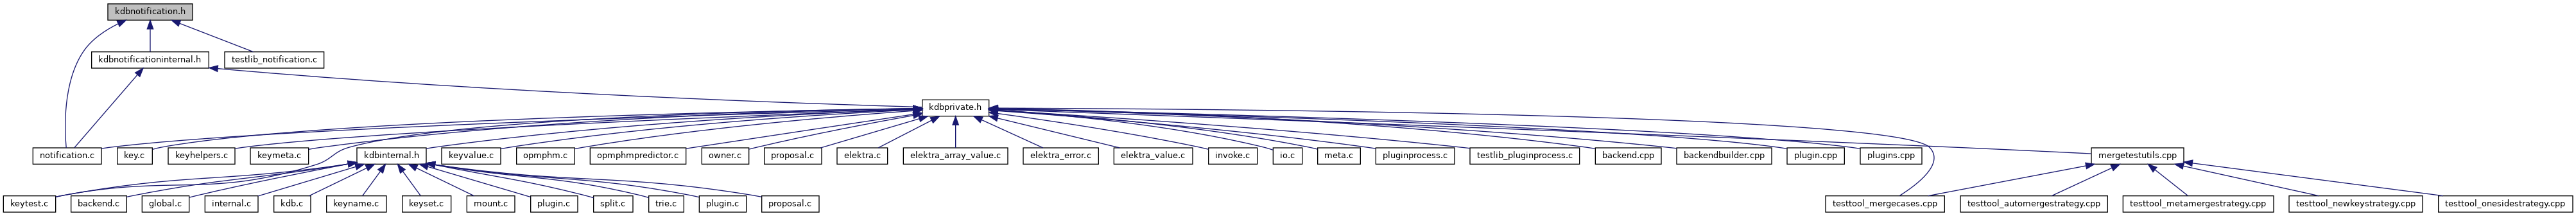 kdbnotification.h
kdbnotificationinternal.h
testlib_notification.c
kdbprivate.h
notification.c
key.c
keyhelpers.c
keymeta.c
kdbinternal.h
keyvalue.c
opmphm.c
opmphmpredictor.c
owner.c
proposal.c
elektra.c
elektra_array_value.c
elektra_error.c
elektra_value.c
invoke.c
io.c
meta.c
pluginprocess.c
testlib_pluginprocess.c
backend.cpp
backendbuilder.cpp
plugin.cpp
plugins.cpp
mergetestutils.cpp
keytest.c
backend.c
global.c
internal.c
kdb.c
keyname.c
keyset.c
mount.c
plugin.c
split.c
trie.c
plugin.c
proposal.c
testtool_mergecases.cpp
testtool_automergestrategy.cpp
testtool_metamergestrategy.cpp
testtool_newkeystrategy.cpp
testtool_onesidestrategy.cpp